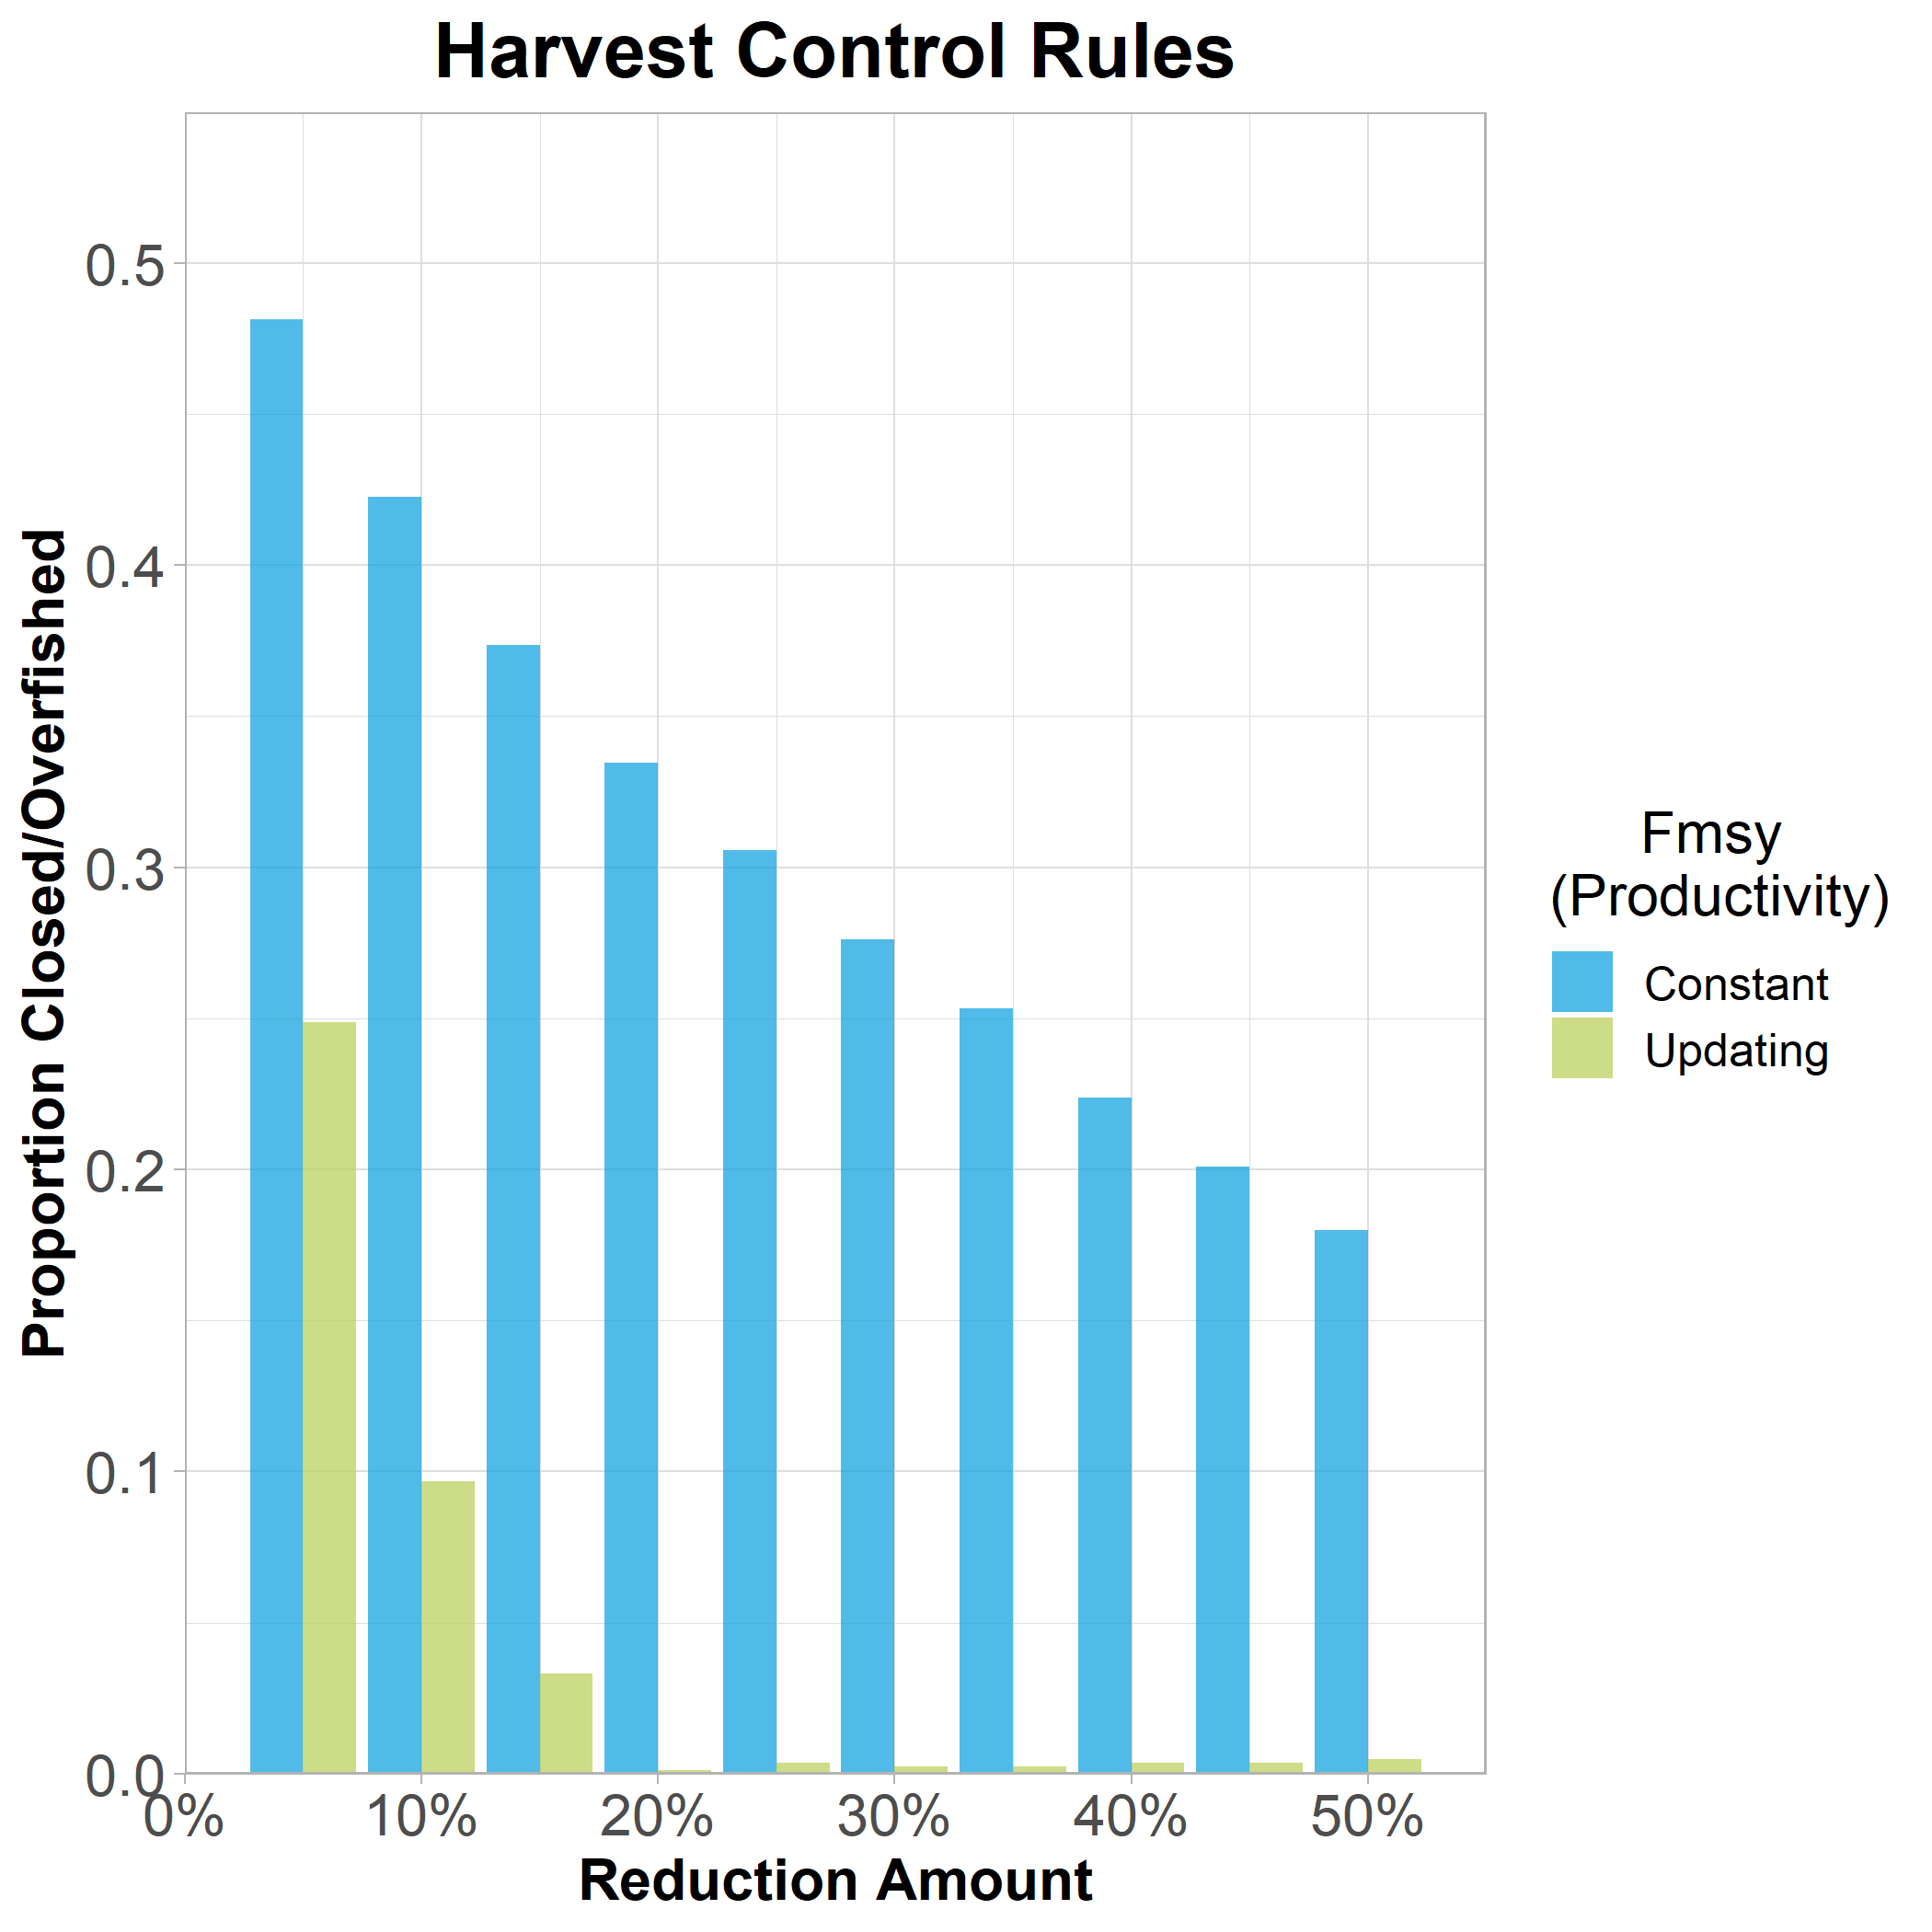 Harvest Control Rules
Proportion Closed/Overfished
0.5
0.4
0.3
0.2
0.1
0.0
0%
10%
20%
30%
40%
50%
Reduction Amount
Fmsy
(Productivity)
Constant
Updating